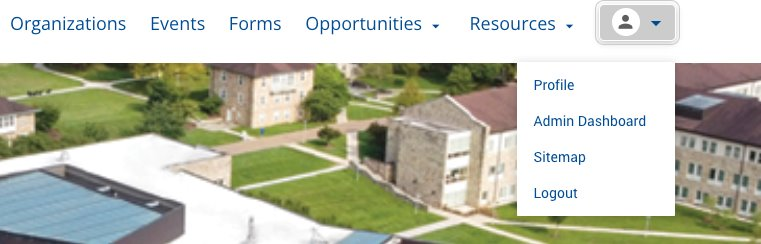 Organizations Events Forms Opportunities Resources
Profile
Admin Dashboard
Sitemap
Logout